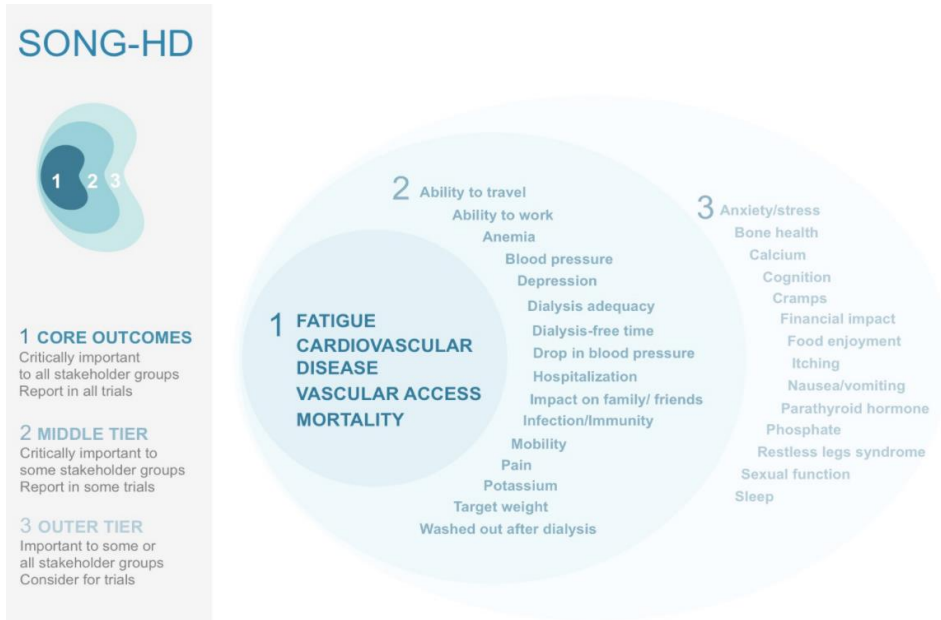 SONG-HD
1 2 3
1 CORE OUTCOMES
Critically important
to all stakeholder groups
Report in all trials
2 MIDDLE TIER
Critically important to
some stakeholder groups
Report in some trials
3 OUTER TIER
Important to some or
all stakeholder groups
Consider for trials
1 FATIGUE
CARDIOVASCULAR
DISEASE
VASCULAR ACCESS
MORTALITY
2 Ability to travel
Ability to work
Anemia
Blood pressure
Depression
Dialysis adequacy
Dialysis-free time
Drop in blood pressure
Hospitalization
Impact on family/ friends
Infection/Immunity
Mobility
Pain
Potassium
Target weight
Washed out after dialysis
3 Anxiety/stress
Bone health
Calcium
Cognition
Cramps
Financial impact
Food enjoyment
Itching
Nausea/vomiting
Parathyroid hormone
Phosphate
Restless legs syndrome
Sexual function
Sleep